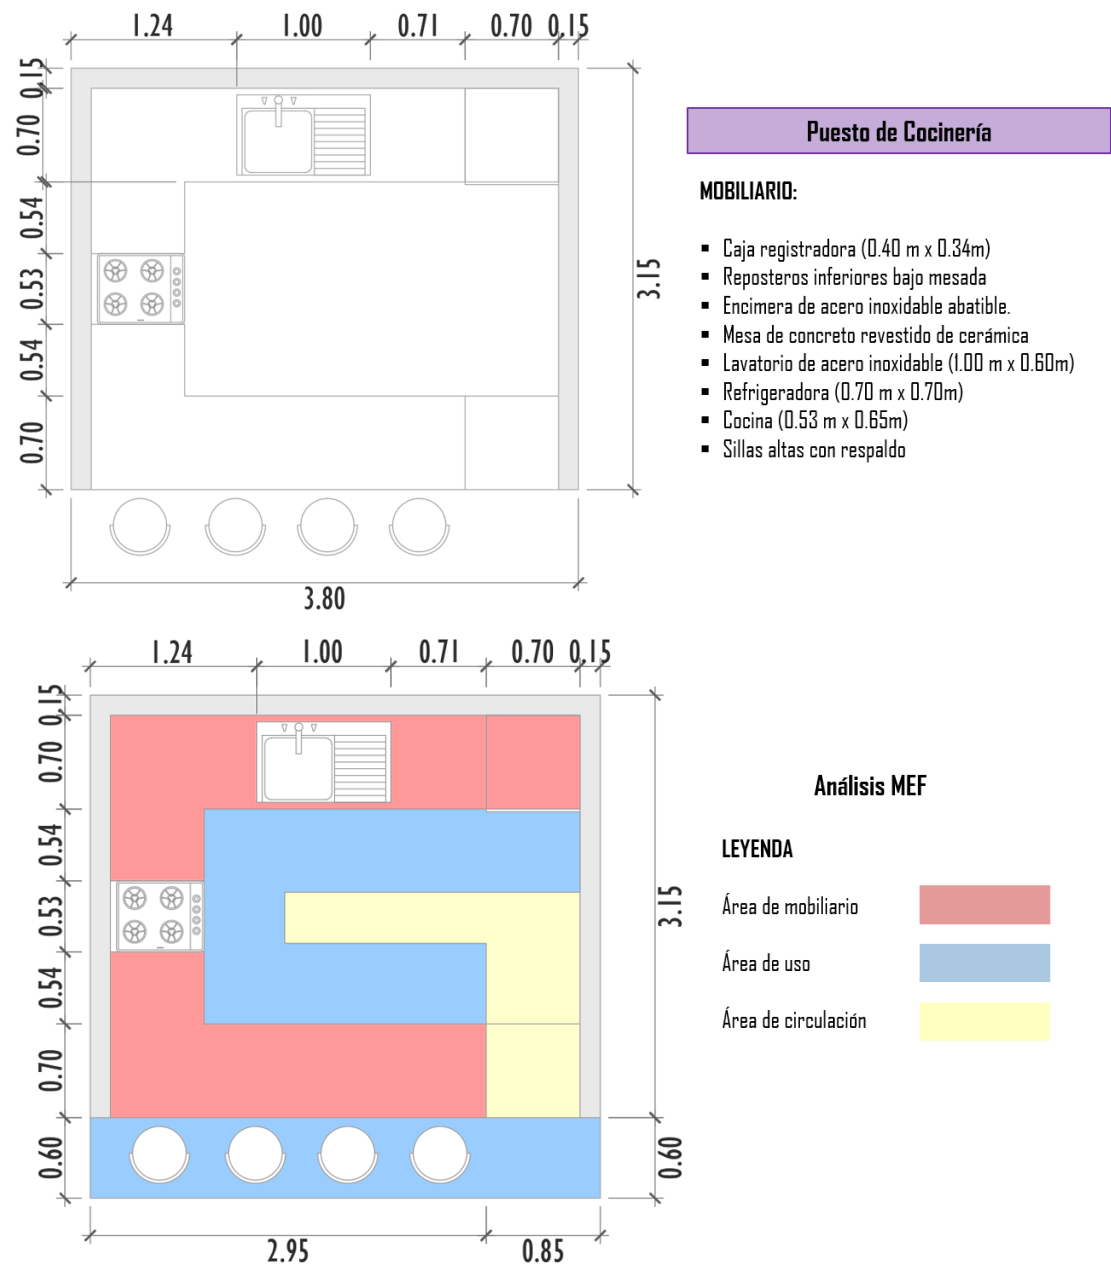 1.24 1.00 0.71 0.70 0.15
0.15
0.70
0.54
0.53
0.54
0.70
3.15
3.80
Puesto de Cocinería
MOBILIARIO:
▪ Caja registradora (0.40 m x 0.34m)
▪ Reposteros inferiores bajo mesada
▪ Encimera de acero inoxidable abatible.
▪ Mesa de concreto revestido de cerámica
▪ Lavatorio de acero inoxidable (1.00 m x 0.60m)
▪ Refrigeradora (0.70 m x 0.70m)
▪ Cocina (0.53 m x 0.65m)
▪ Sillas altas con respaldo
1.24 1.00 0.71 0.70 0.15
0.15
0.70
0.54
0.53
0.54
0.70
0.60
3.15
0.60
2.95 0.85
Análisis MEF
LEYENDA
Área de mobiliario
Área de uso
Área de circulación